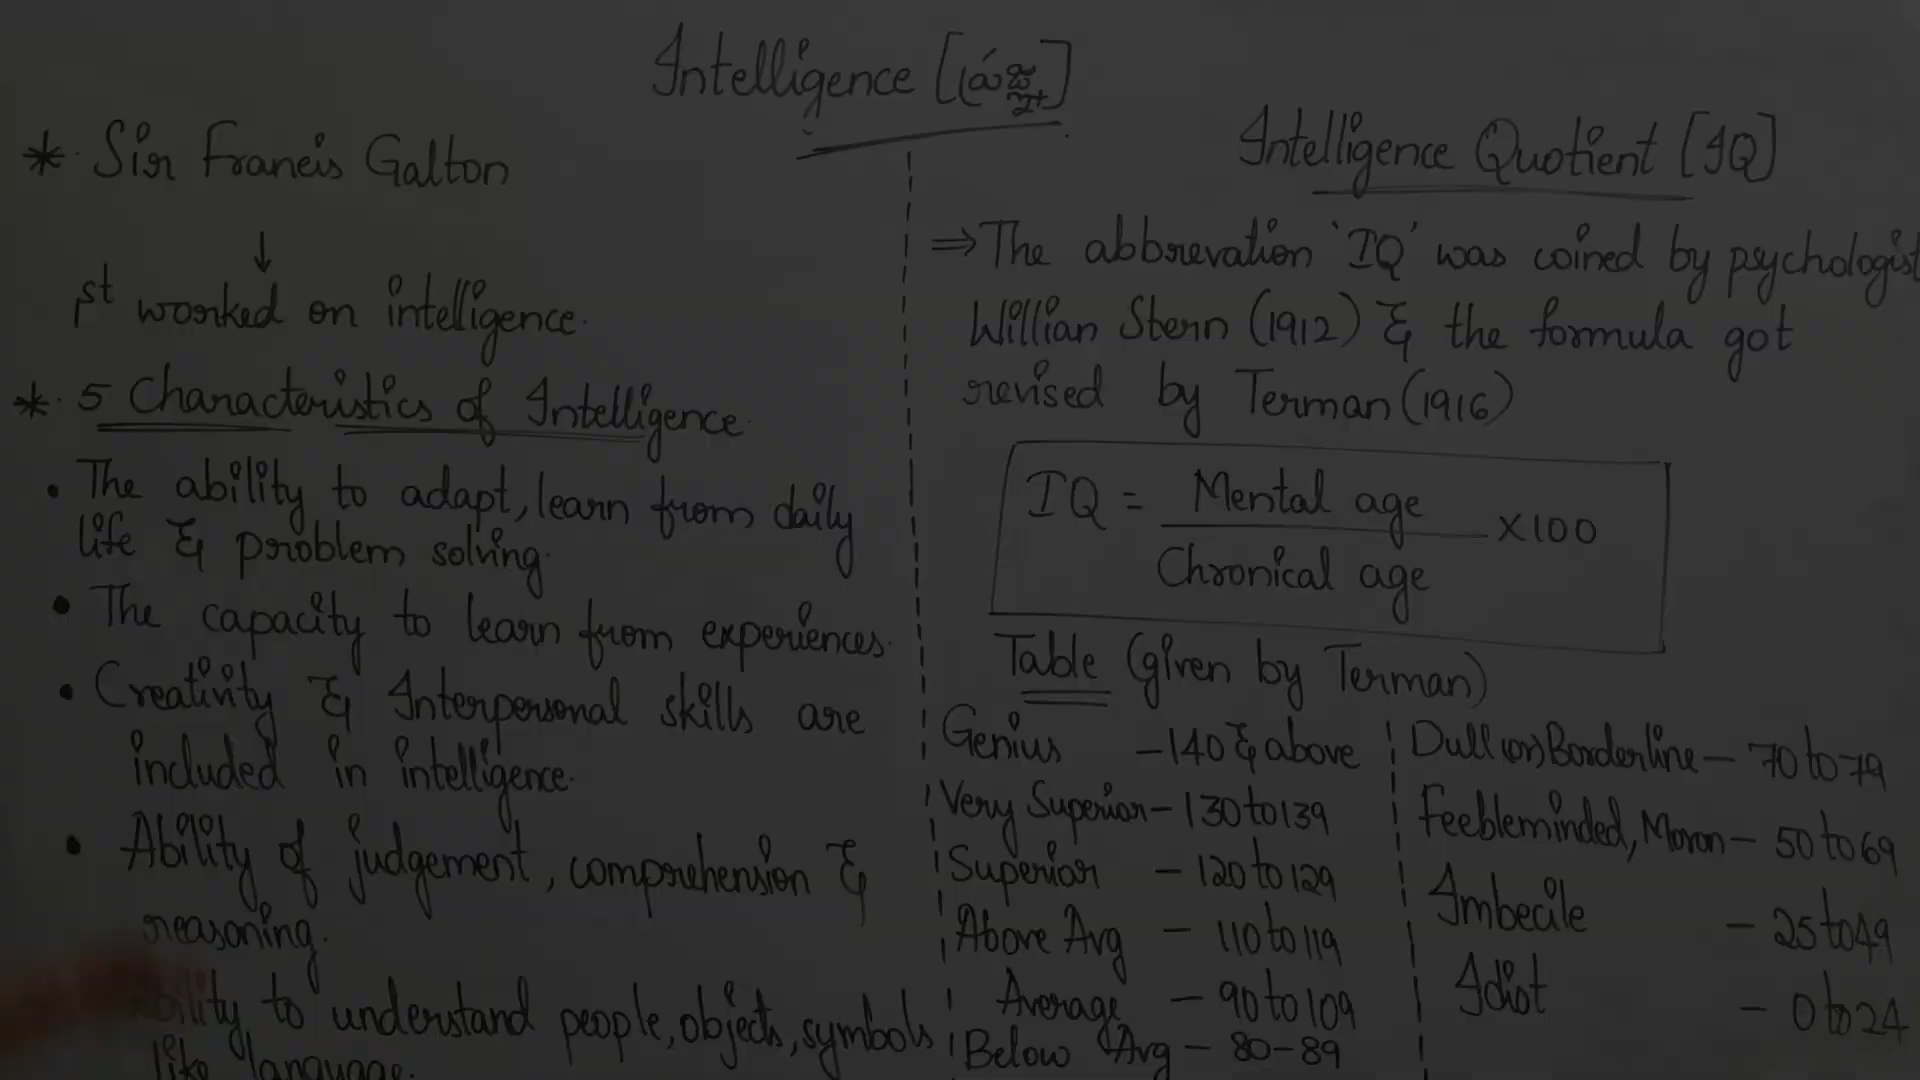 Intelligence
* Sir Francis Galton
↓
1st worked on intelligence.
* 5 Characteristics of Intelligence
• The ability to adapt, learn from daily
life & problem solving.
• The capacity to learn from experiences.
• Creativity & Interpersonal skills are
included in intelligence.
• Ability of judgement, comprehension &
reasoning.
to understand people, objects, symbols
like language.
Intelligence Quotient [IQ]
⇒ The abbrevation 'IQ' was coined by psychologist
Willian Stern (1912) & the formula got
revised by Terman (1916)
IQ = Mental age
X100
Chronical age
Table (given by Terman)
Genius - 140 & above
Very Superior - 130 to 139
Superior - 120 to 129
Above Avg - 110 to 119
Average - 90 to 109
Below Avg - 80-89
Dull (or) Borderline - 70 to 79
Feebleminded, Moron - 50 to 69
Imbecile - 25 to 49
Idiot - 0 to 24